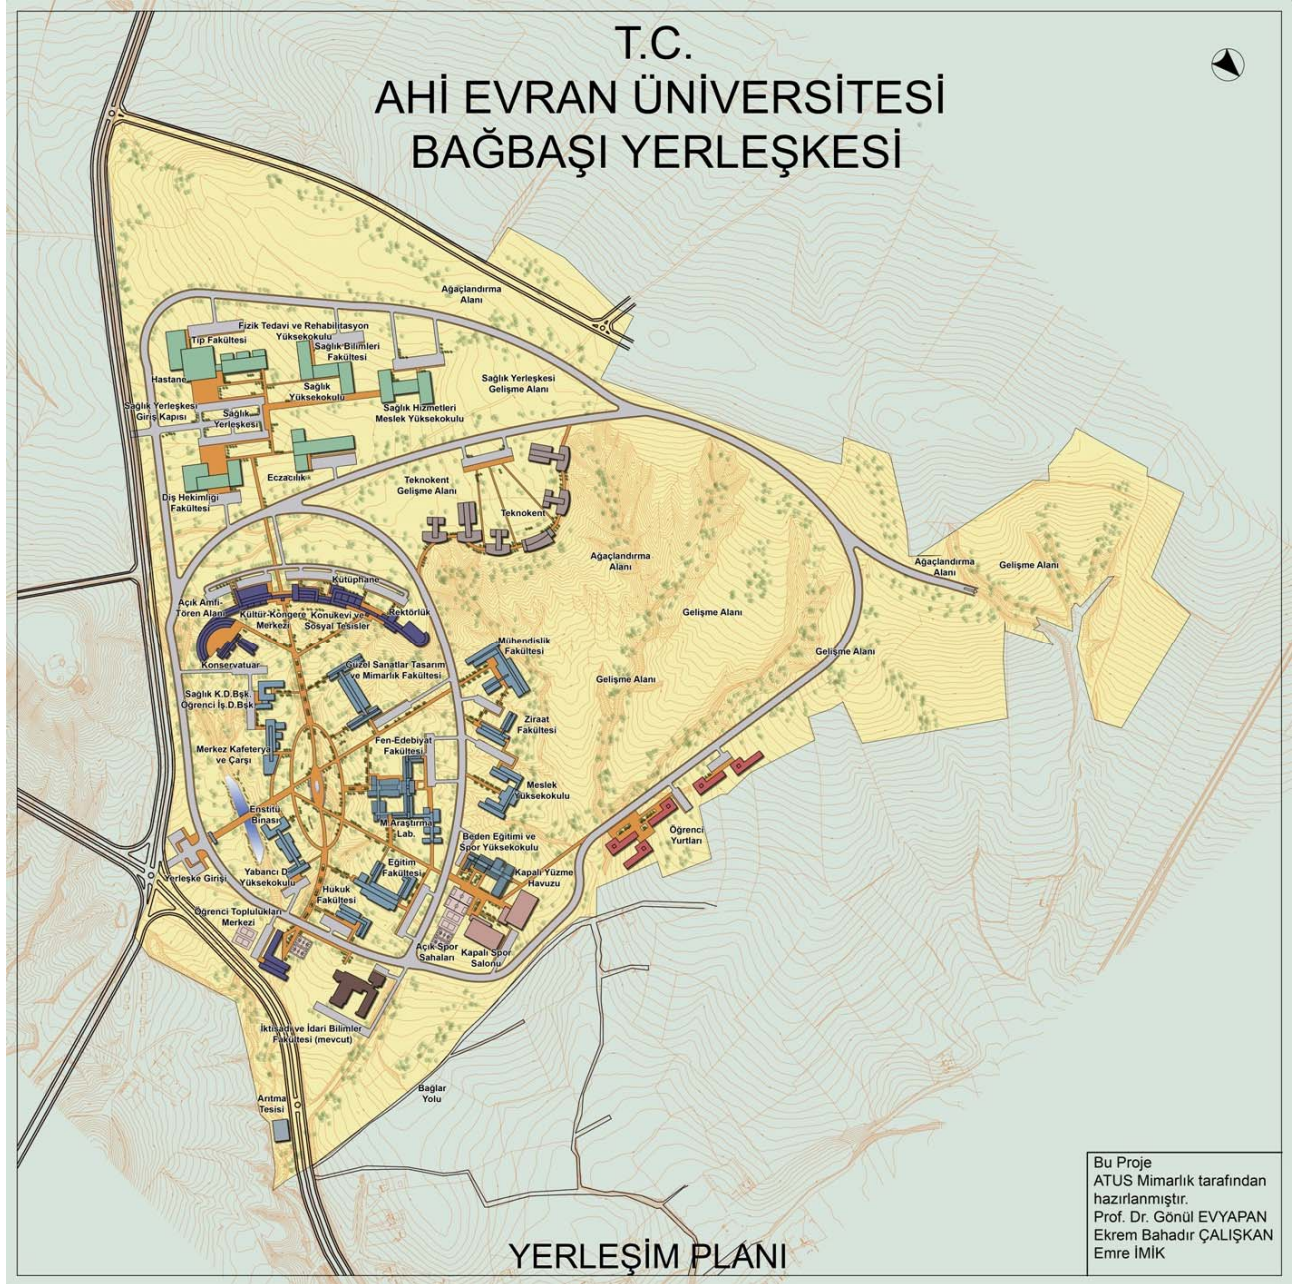 T.C.
AHİ EVRAN ÜNİVERSİTESİ
BAĞBAŞI YERLEŞKESİ
Ağaçlandırma
Alanı
Fizik Tedavi ve Rehabilitasyon
Yüksekokulu
Tıp Fakültesi
Sağlık Bilimleri
Fakültesi
Hastane
Sağlık
Yüksekokulu
Sağlık Yerleşkesi
Gelişme Alanı
Sağlık Yerleşkesi
Giriş Kapısı
Sağlık
Yerleşkesi
Sağlık Hizmetleri
Meslek Yüksekokulu
Eczacılık
Diş Hekimliği
Fakültesi
Teknokent
Gelişme Alanı
Teknokent
Ağaçlandırma
Alanı
Ağaçlandırma
Alanı
Gelişme Alanı
Kütüphane
Açık Amfi-
Tören Alanı
Kültür-Kongere
Merkezi
Konukevi ve
Sosyal Tesisler
Rektörlük
Gelişme Alanı
Konservatuar
Güzel Sanatlar Tasarım
ve Mimarlık Fakültesi
Mühendislik
Fakültesi
Gelişme Alanı
Gelişme Alanı
Sağlık K.D.Bşk.
Öğrenci İş.D.Bşk
Ziraat
Fakültesi
Merkez Kafeterya
ve Çarşı
Fen-Edebiyat
Fakültesi
Meslek
Yüksekokulu
Enstitü
Binası
M.Araştırma
Lab.
Beden Eğitimi ve
Spor Yüksekokulu
Öğrenci
Yurtları
Yerleşke Girişi
Yabancı D
Yüksekokulu
Eğitim
Fakültesi
Kapalı Yüzme
Havuzu
Hukuk
Fakültesi
Öğrenci Toplulukları
Merkezi
Açık Spor
Sahaları
Kapalı Spor
Salonu
İktisadi ve İdari Bilimler
Fakültesi (mevcut)
Arıtma
Tesisi
Bağlar
Yolu
Bu Proje
ATUS Mimarlık tarafından
hazırlanmıştır.
Prof. Dr. Gönül EVYAPAN
Ekrem Bahadır ÇALIŞKAN
Emre İMİK
YERLEŞİM PLANI